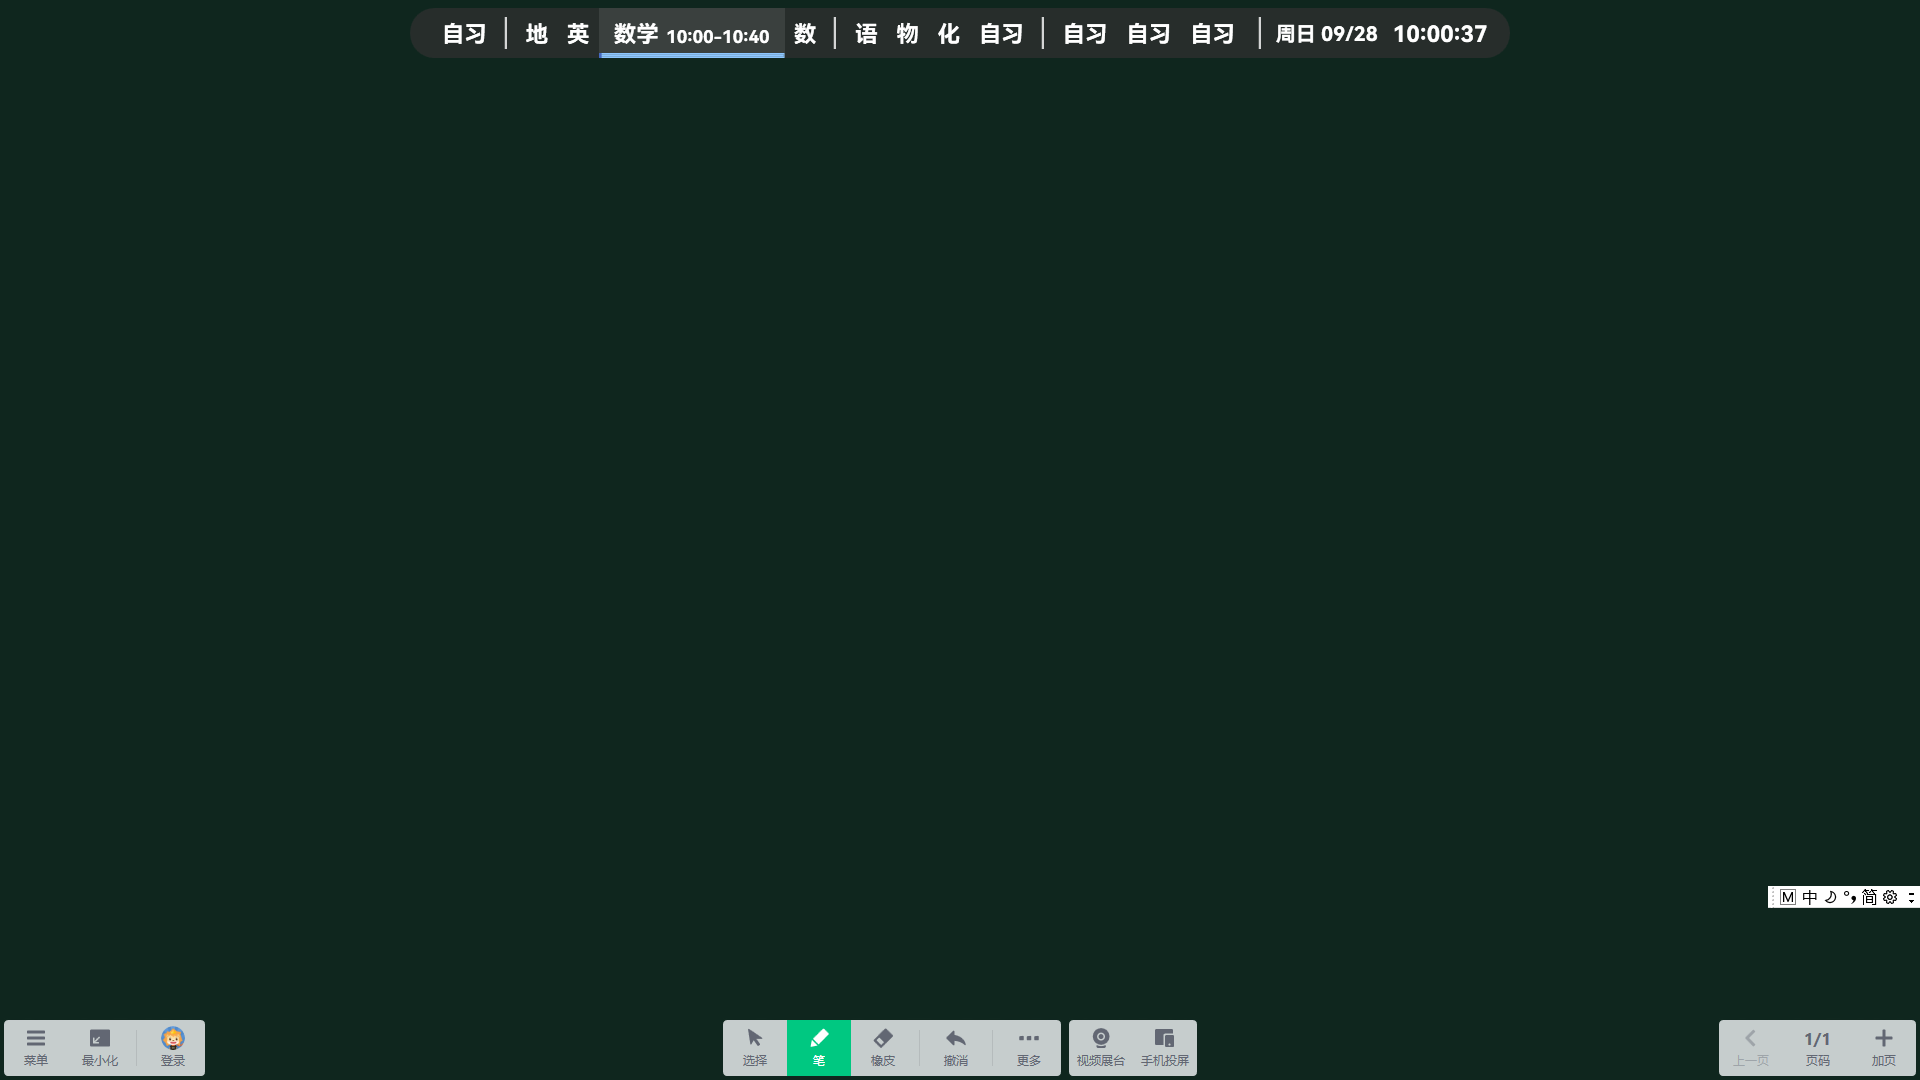 自习 地 英 数学 10:00-10:40 数 语 物 化 自习 自习 自习 自习 周日 09/28 10:00:37
M 中 °, 简
菜单 最小化 登录 选择 笔 橡皮 撤消 更多 视频展台 手机投屏 上一页 1/1 页码 加页